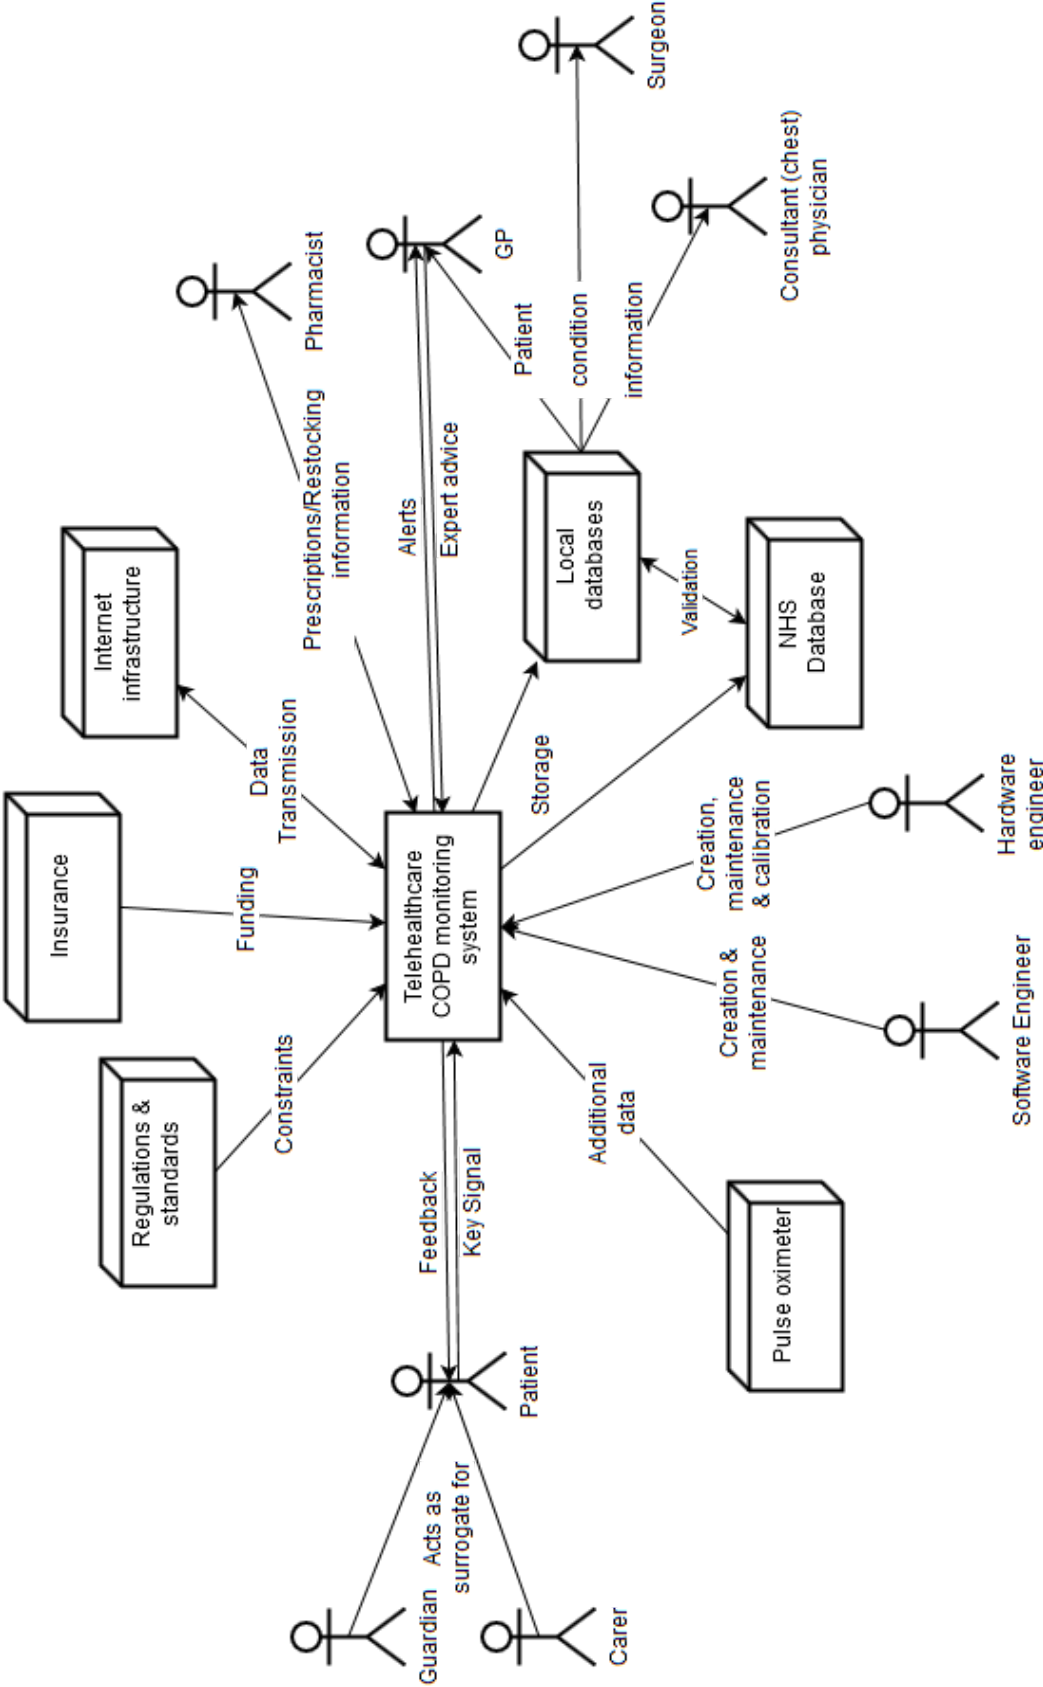 Regulations &
standards
Insurance
Internet
infrastructure
Constraints
Funding
Data
Transmission
Prescriptions/Restocking
information
Pharmacist
Guardian
Acts as
surrogate for
Carer
Patient
Feedback
Key Signal
Telehealthcare
COPD monitoring
system
Alerts
Expert advice
GP
Additional
data
Storage
Local
databases
Patient
condition
information
Surgeon
Consultant (chest)
physician
Validation
NHS
Database
Pulse oximeter
Creation &
maintenance
Software Engineer
Creation,
maintenance
& calibration
Hardware
engineer